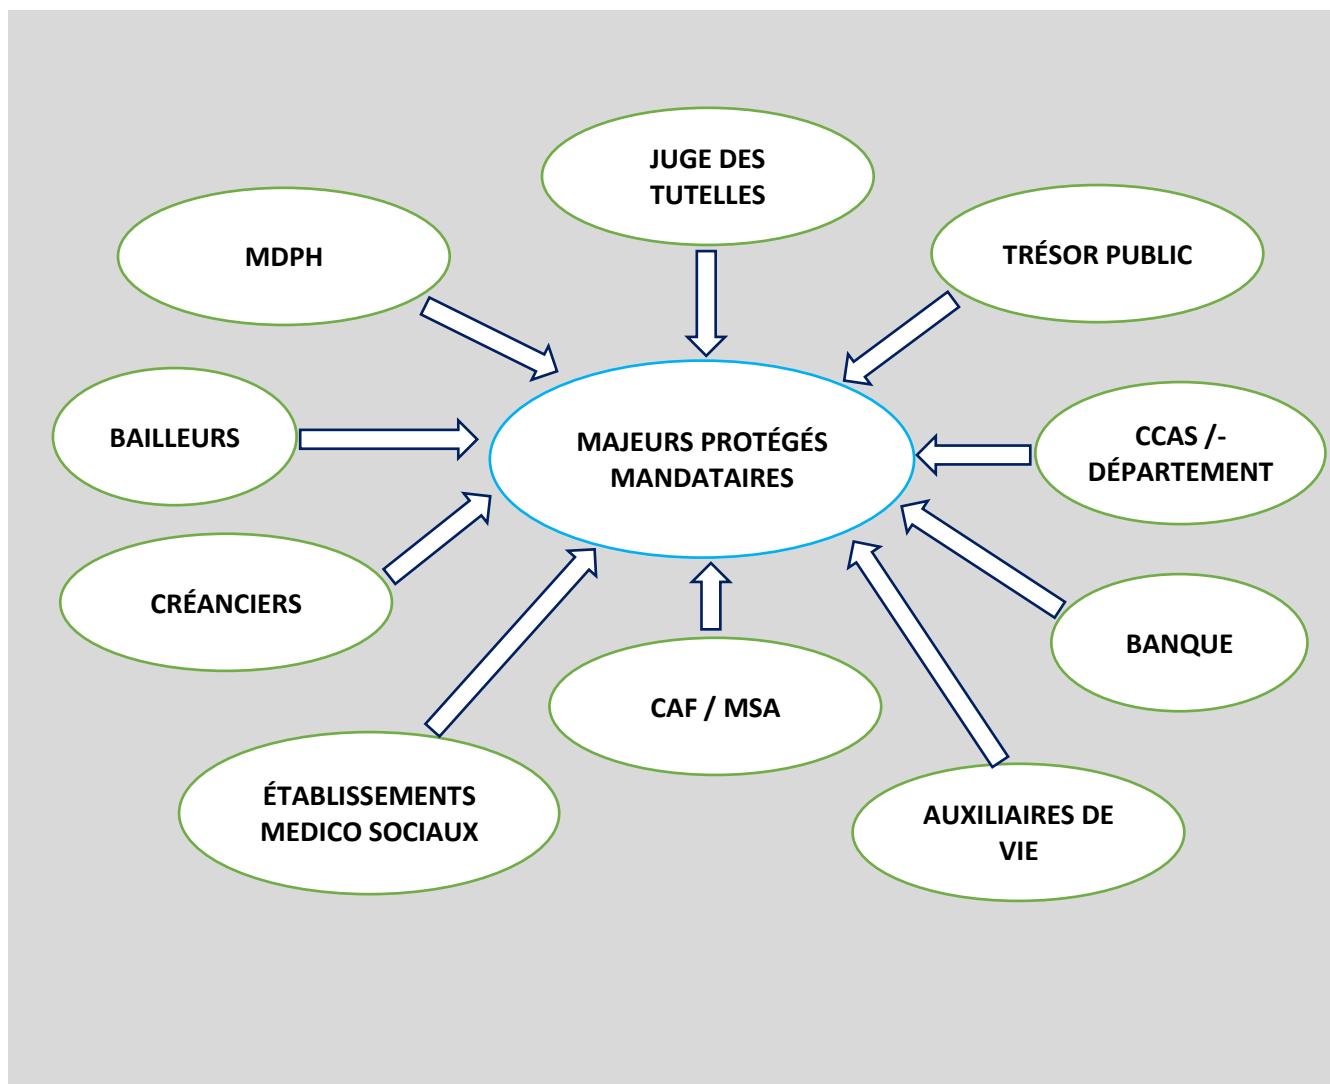 JUGE DES
TUTELLES
MDPH
TRÉSOR PUBLIC
BAILLEURS
MAJEURS PROTÉGÉS
MANDATAIRES
CCAS /-
DÉPARTEMENT
CRÉANCIERS
BANQUE
CAF / MSA
ÉTABLISSEMENTS
MEDICO SOCIAUX
AUXILIAIRES DE
VIE